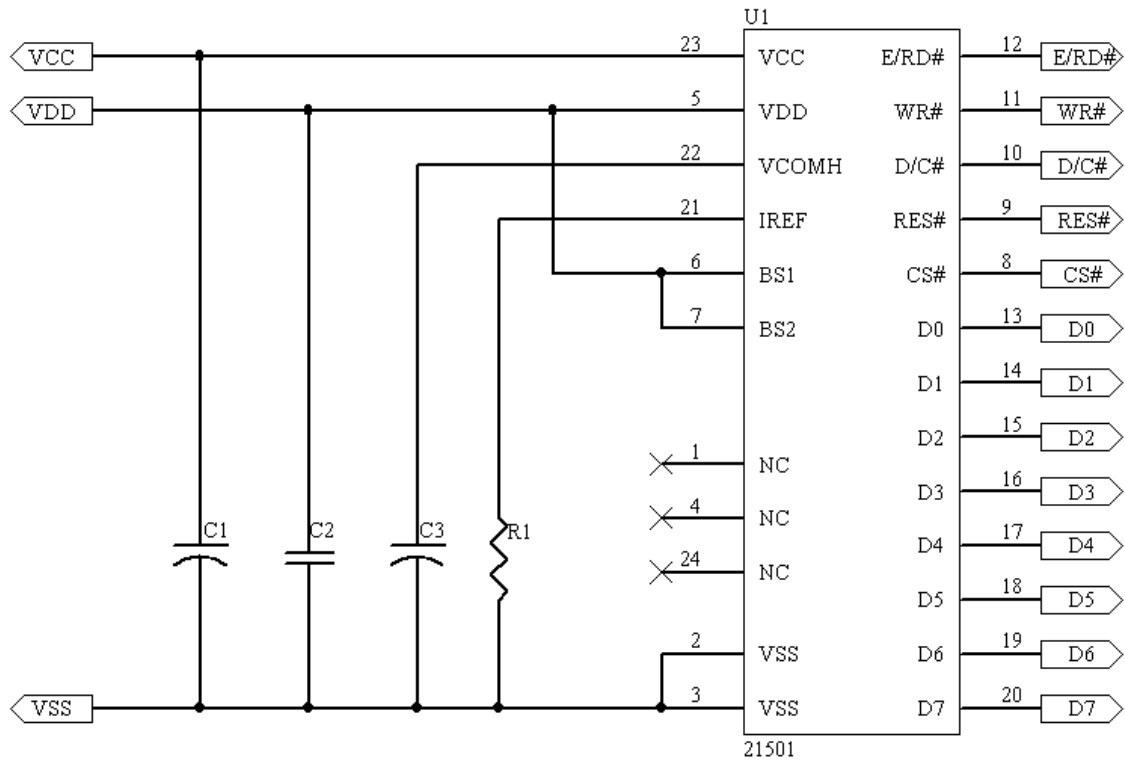 U1
VCC 23 VCC E/RD# 12 E/RD#
VDD 5 VDD WR# 11 WR#
22 VCOMH D/C# 10 D/C#
21 IREF RES# 9 RES#
6 BS1 CS# 8 CS#
7 BS2 D0 13 D0
D1 14 D1
D2 15 D2
1 NC
D3 16 D3
4 NC
C1 C2 C3 R1
D4 17 D4
24 NC
D5 18 D5
2 VSS D6 19 D6
VSS 3 VSS D7 20 D7
21501